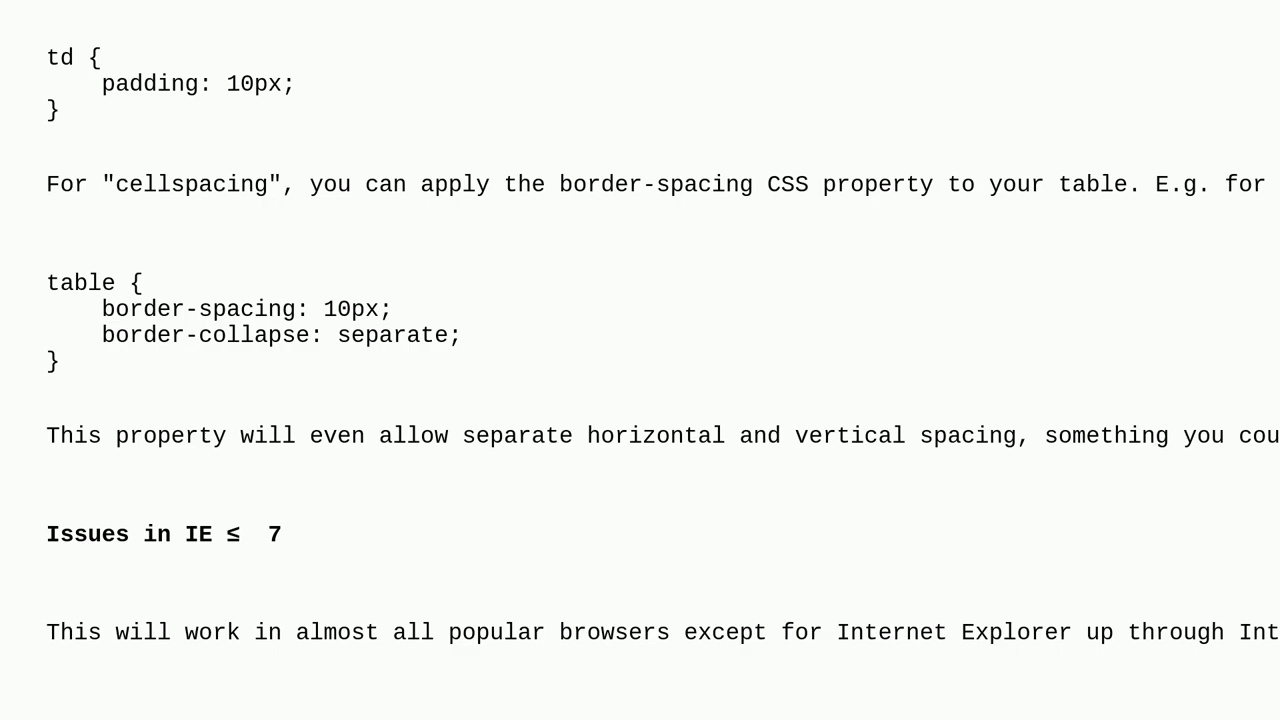 td {
    padding: 10px;
}
For "cellspacing", you can apply the border-spacing CSS property to your table. E.g. for
table {
    border-spacing: 10px;
    border-collapse: separate;
}
This property will even allow separate horizontal and vertical spacing, something you
Issues in IE ≤  7
This will work in almost all popular browsers except for Internet Explorer up through